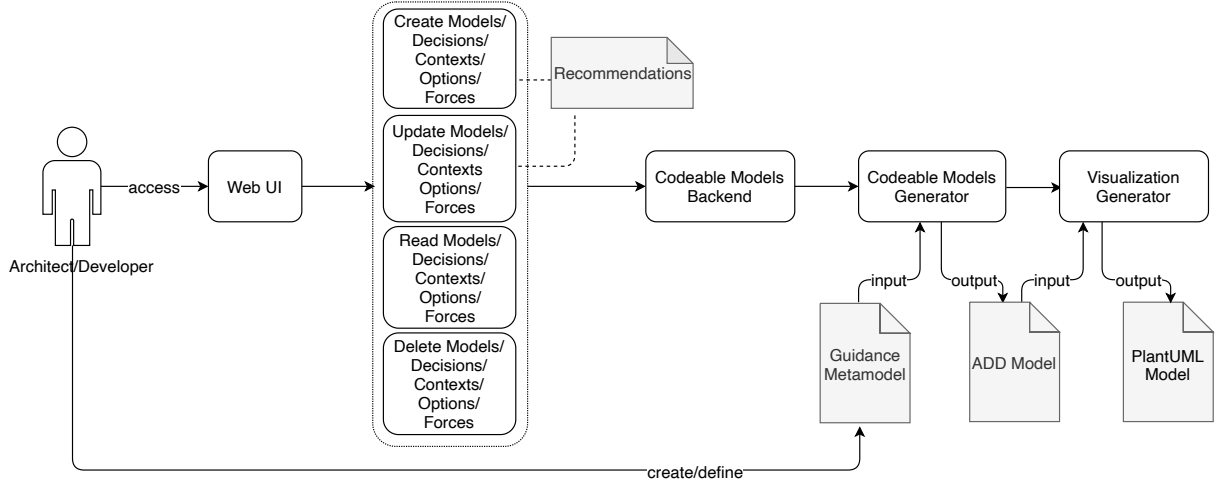 Create Models/
Decisions/
Contexts/
Options/
Forces
Recommendations
Update Models/
Decisions/
Contexts
Options/
Forces
access
Web UI
Codeable Models
Backend
Codeable Models
Generator
Visualization
Generator
Architect/Developer
Read Models/
Decisions/
Contexts/
Options/
Forces
input
output
input
output
Guidance
Metamodel
ADD Model
PlantUML
Model
Delete Models/
Decisions/
Contexts/
Options/
Forces
create/define